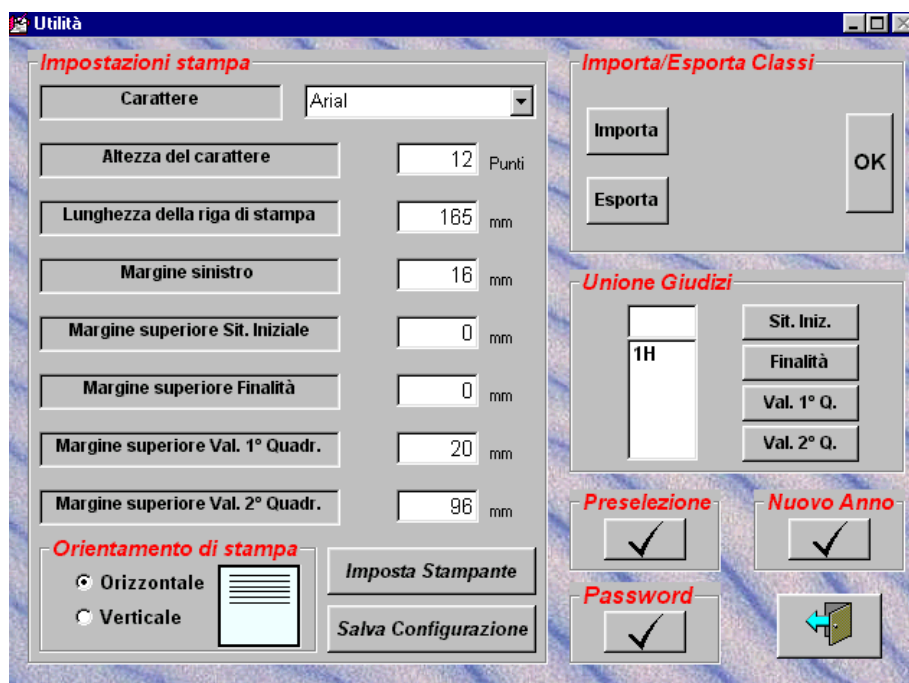 Utilità
Impostazioni stampa
Carattere
Arial
Altezza del carattere
12 Punti
Lunghezza della riga di stampa
165 mm
Margine sinistro
16 mm
Margine superiore Sit. Iniziale
0 mm
Margine superiore Finalità
0 mm
Margine superiore Val. 1° Quadr.
20 mm
Margine superiore Val. 2° Quadr.
96 mm
Orientamento di stampa
Orizzontale
Verticale
Imposta Stampante
Salva Configurazione
Importa/Esporta Classi
Importa
Esporta
OK
Unione Giudizi
1H
Sit. Iniz.
Finalità
Val. 1° Q.
Val. 2° Q.
Preselezione
Nuovo Anno
Password